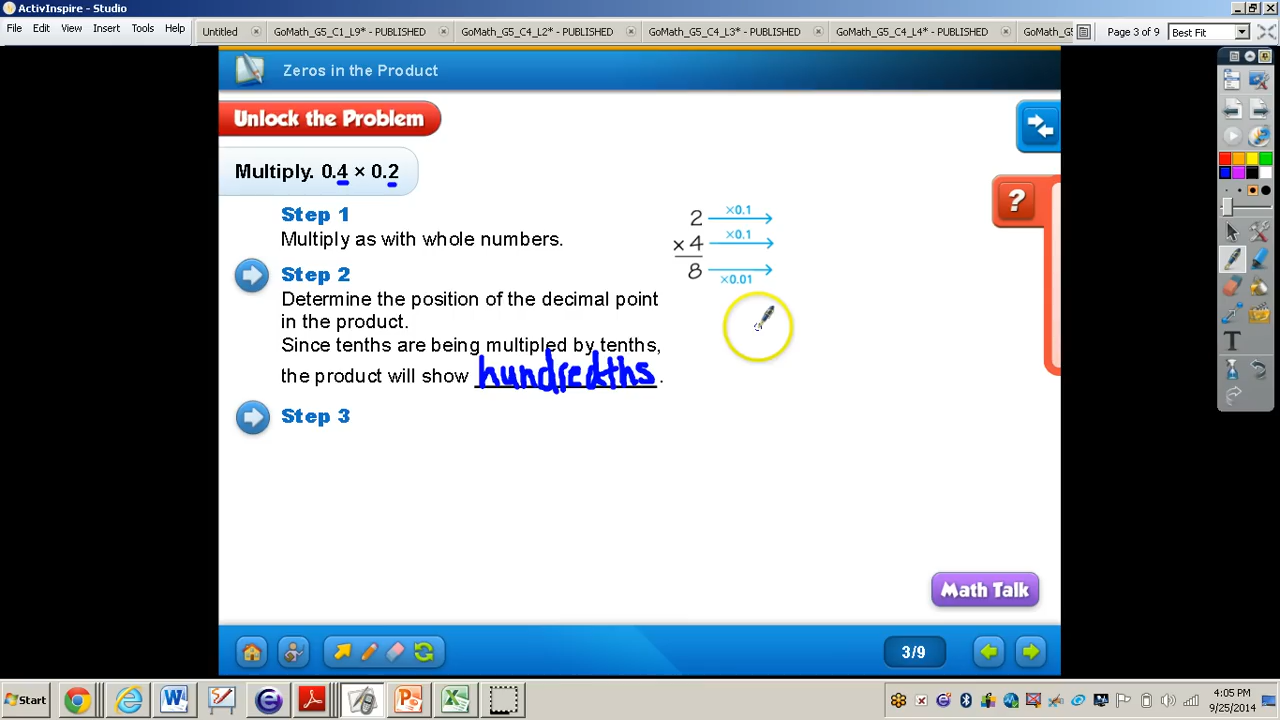 ActivInspire - Studio
File Edit View Insert Tools Help
Untitled GoMath_G5_C1_L9* - PUBLISHED GoMath_G5_C4_L2* - PUBLISHED GoMath_G5_C4_L3* - PUBLISHED GoMath_G5_C4_L4* - PUBLISHED GoMath_G5
Page 3 of 9 Best Fit
Zeros in the Product
Unlock the Problem
Multiply. 0.4 × 0.2
Step 1
Multiply as with whole numbers.
Step 2
Determine the position of the decimal point
in the product.
Since tenths are being multipled by tenths,
the product will show hundredths .
Step 3
2 ×0.1
× 4 ×0.1
8 ×0.01
?
Math Talk
3/9
Start
4:05 PM
9/25/2014